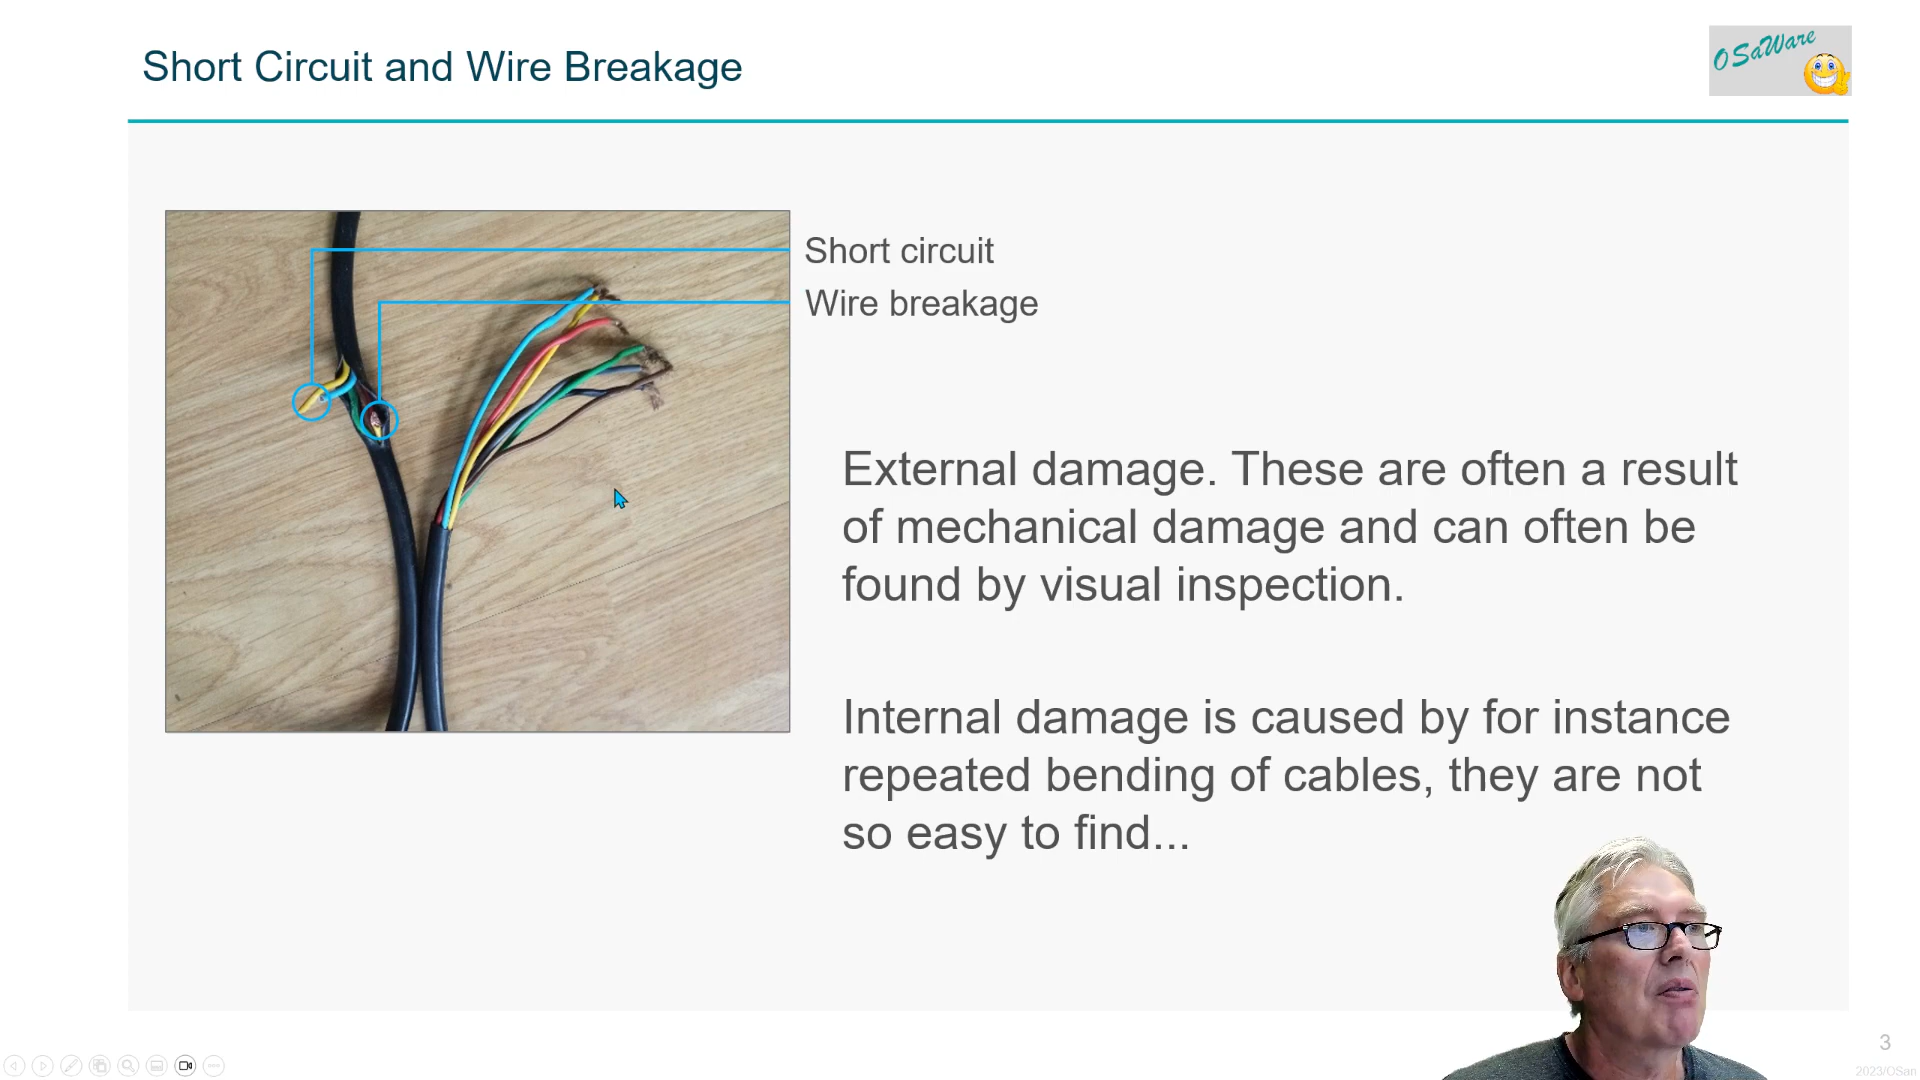 Short Circuit and Wire Breakage
OSaWare
Short circuit
Wire breakage
External damage. These are often a result
of mechanical damage and can often be
found by visual inspection.
Internal damage is caused by for instance
repeated bending of cables, they are not
so easy to find...
3
2023/OSan